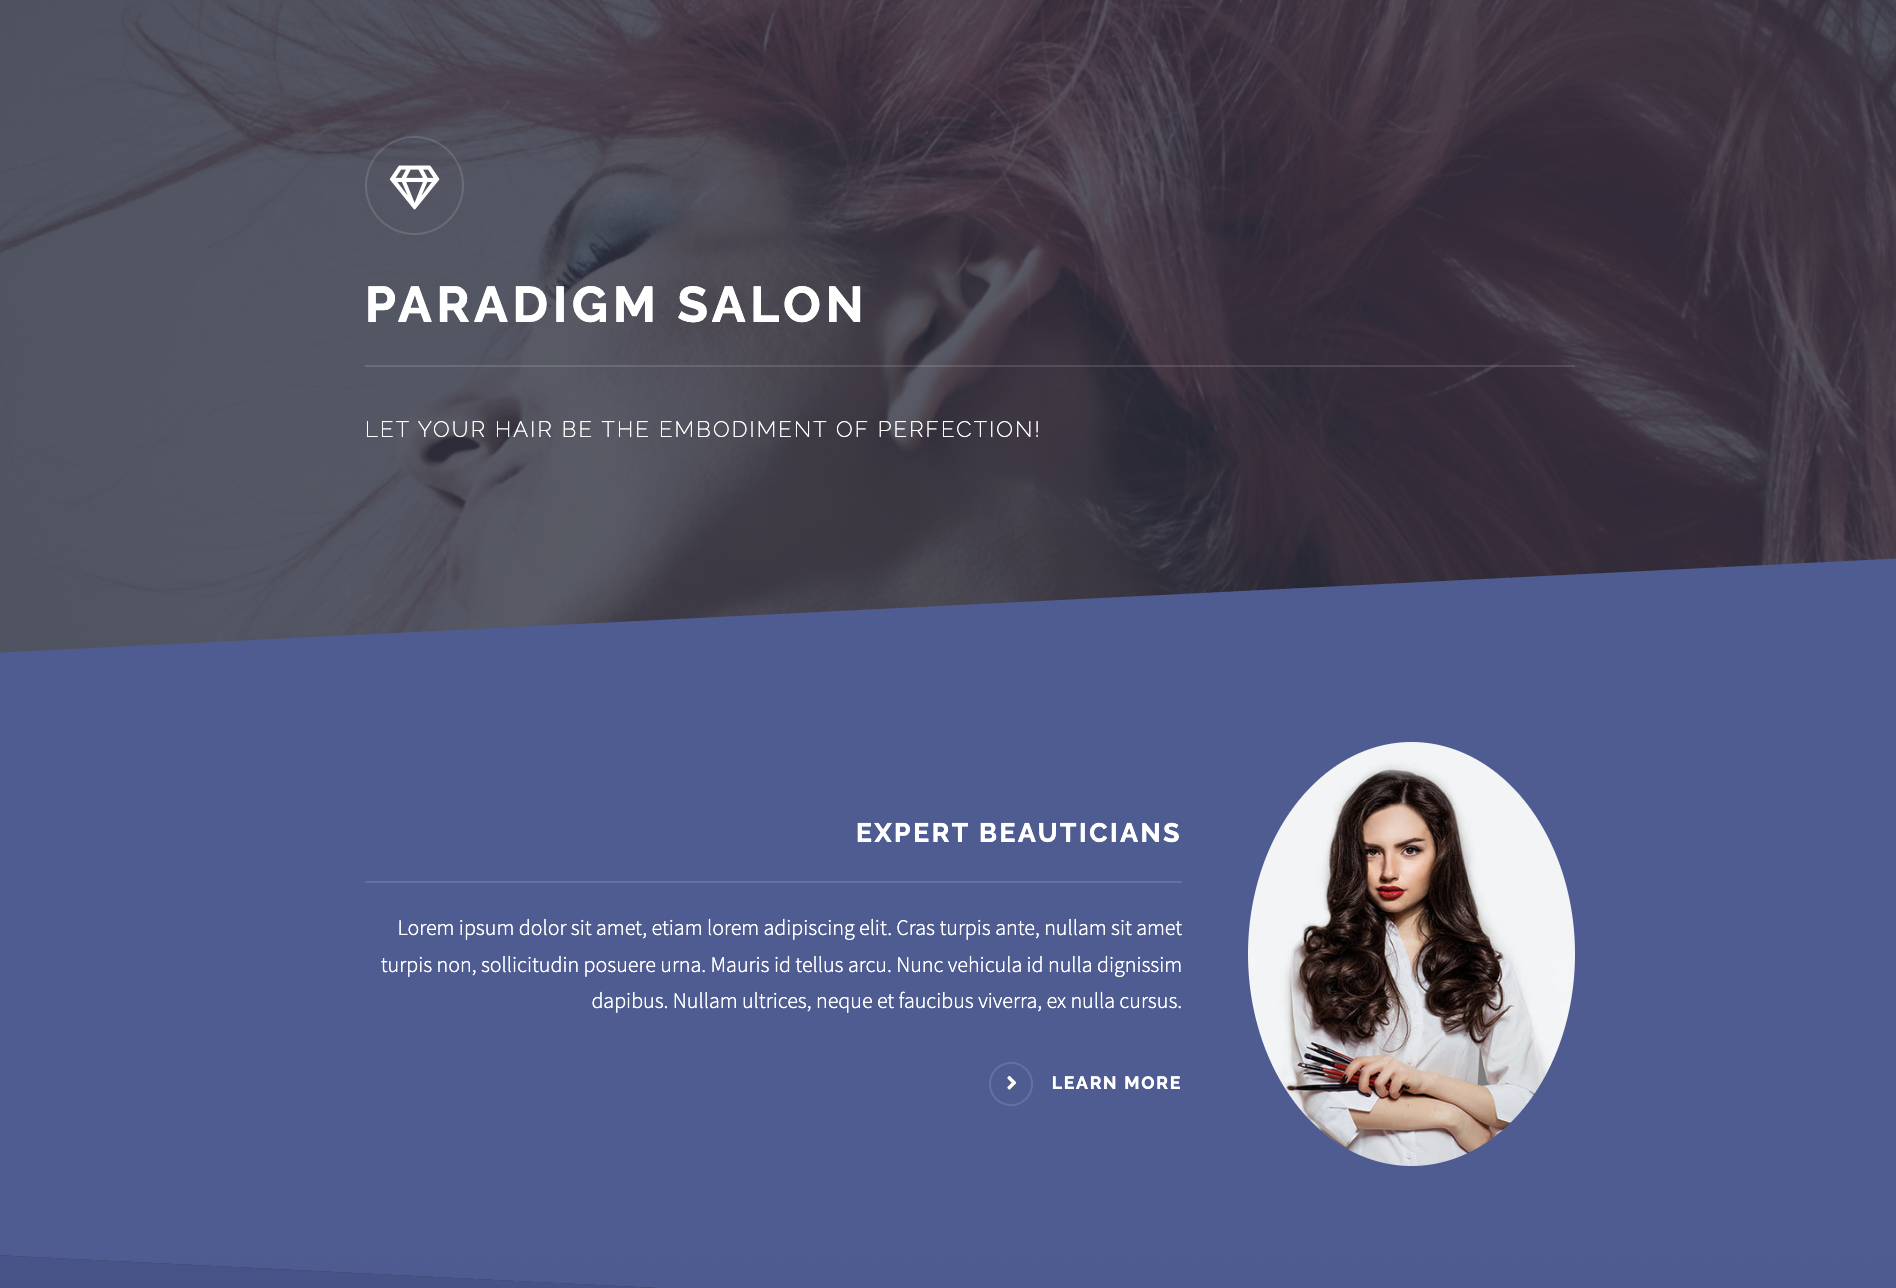 PARADIGM SALON
LET YOUR HAIR BE THE EMBODIMENT OF PERFECTION!
EXPERT BEAUTICIANS
Lorem ipsum dolor sit amet, etiam lorem adipiscing elit. Cras turpis ante, nullam sit amet
turpis non, sollicitudin posuere urna. Mauris id tellus arcu. Nunc vehicula id nulla dignissim
dapibus. Nullam ultrices, neque et faucibus viverra, ex nulla cursus.
LEARN MORE